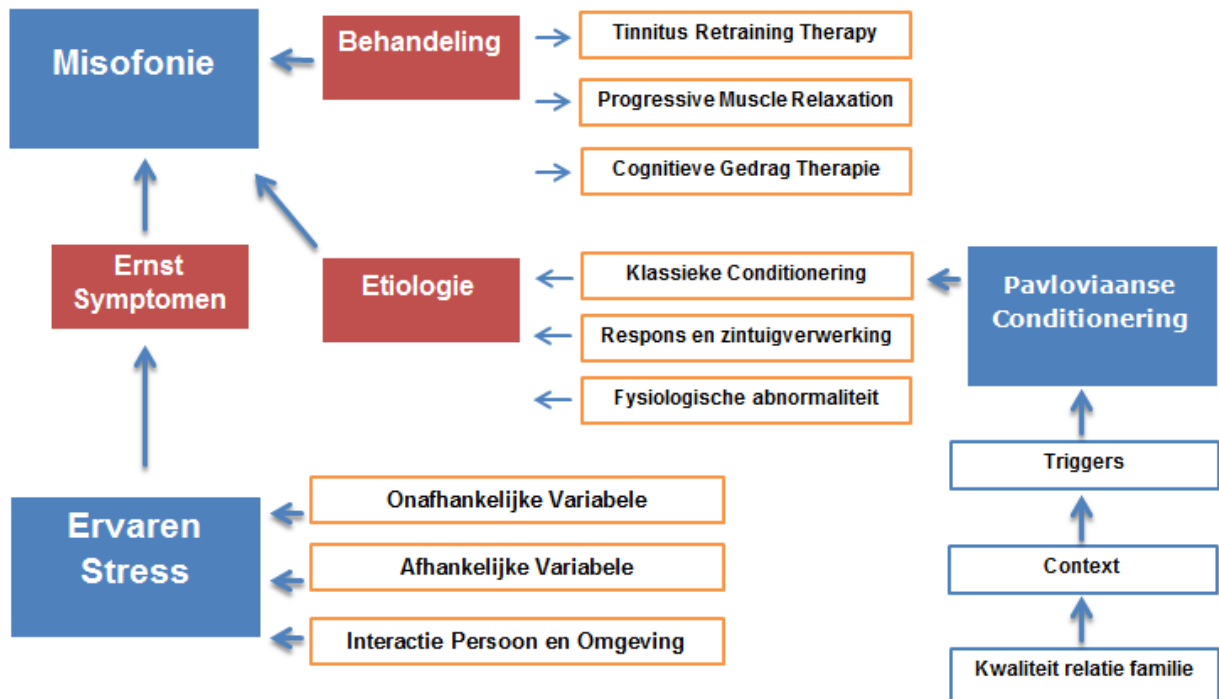 Misofonie
Behandeling
Tinnitus Retraining Therapy
Progressive Muscle Relaxation
Cognitieve Gedrag Therapie
Ernst
Symptomen
Etiologie
Klassieke Conditionering
Respons en zintuigverwerking
Fysiologische abnormaliteit
Pavloviaanse
Conditionering
Triggers
Context
Kwaliteit relatie familie
Ervaren
Stress
Onafhankelijke Variabele
Afhankelijke Variabele
Interactie Persoon en Omgeving